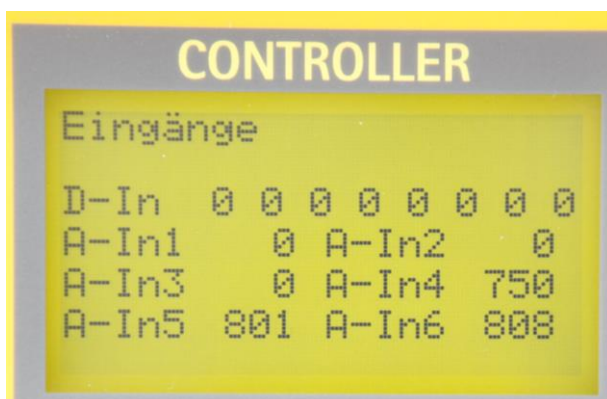 CONTROLLER
Eingänge
D-In 0 0 0 0 0 0 0 0
A-In1 0 A-In2 0
A-In3 0 A-In4 750
A-In5 801 A-In6 808